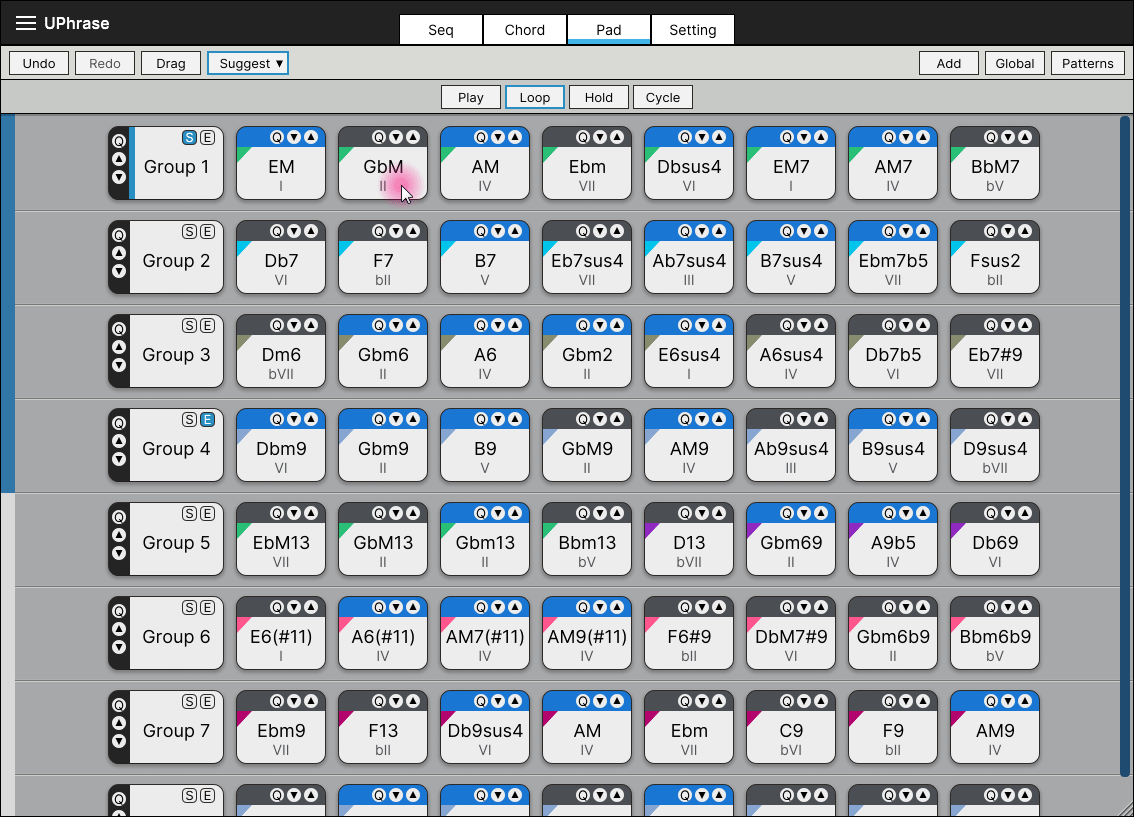 UPhrase
Seq Chord Pad Setting
Undo Redo Drag Suggest ▾ Add Global Patterns
Play Loop Hold Cycle
Q S E Q Q Q Q Q Q Q Q
Group 1 EM GbM AM Ebm Dbsus4 EM7 AM7 BbM7
I II IV VII VI I IV bV
Q S E Q Q Q Q Q Q Q Q
Group 2 Db7 F7 B7 Eb7sus4 Ab7sus4 B7sus4 Ebm7b5 Fsus2
VI bII V VII III V VII bII
Q S E Q Q Q Q Q Q Q Q
Group 3 Dm6 Gbm6 A6 Gbm2 E6sus4 A6sus4 Db7b5 Eb7#9
bVII II IV II I IV VI VII
Q S E Q Q Q Q Q Q Q Q
Group 4 Dbm9 Gbm9 B9 GbM9 AM9 Ab9sus4 B9sus4 D9sus4
VI II V II IV III V bVII
Q S E Q Q Q Q Q Q Q Q
Group 5 EbM13 GbM13 Gbm13 Bbm13 D13 Gbm69 A9b5 Db69
VII II II bV bVII II IV VI
Q S E Q Q Q Q Q Q Q Q
Group 6 E6(#11) A6(#11) AM7(#11) AM9(#11) F6#9 DbM7#9 Gbm6b9 Bbm6b9
I IV IV IV bII VI II bV
Q S E Q Q Q Q Q Q Q Q
Group 7 Ebm9 F13 Db9sus4 AM Ebm C9 F9 AM9
VII bII VI IV VII bVI bII IV
Q S E Q Q Q Q Q Q Q Q